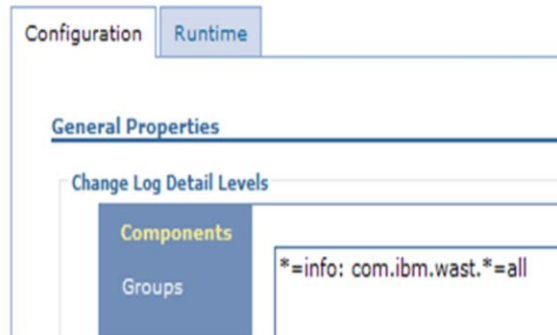 Configuration Runtime
General Properties
Change Log Detail Levels
Components
*=info: com.ibm.wast.*=all
Groups